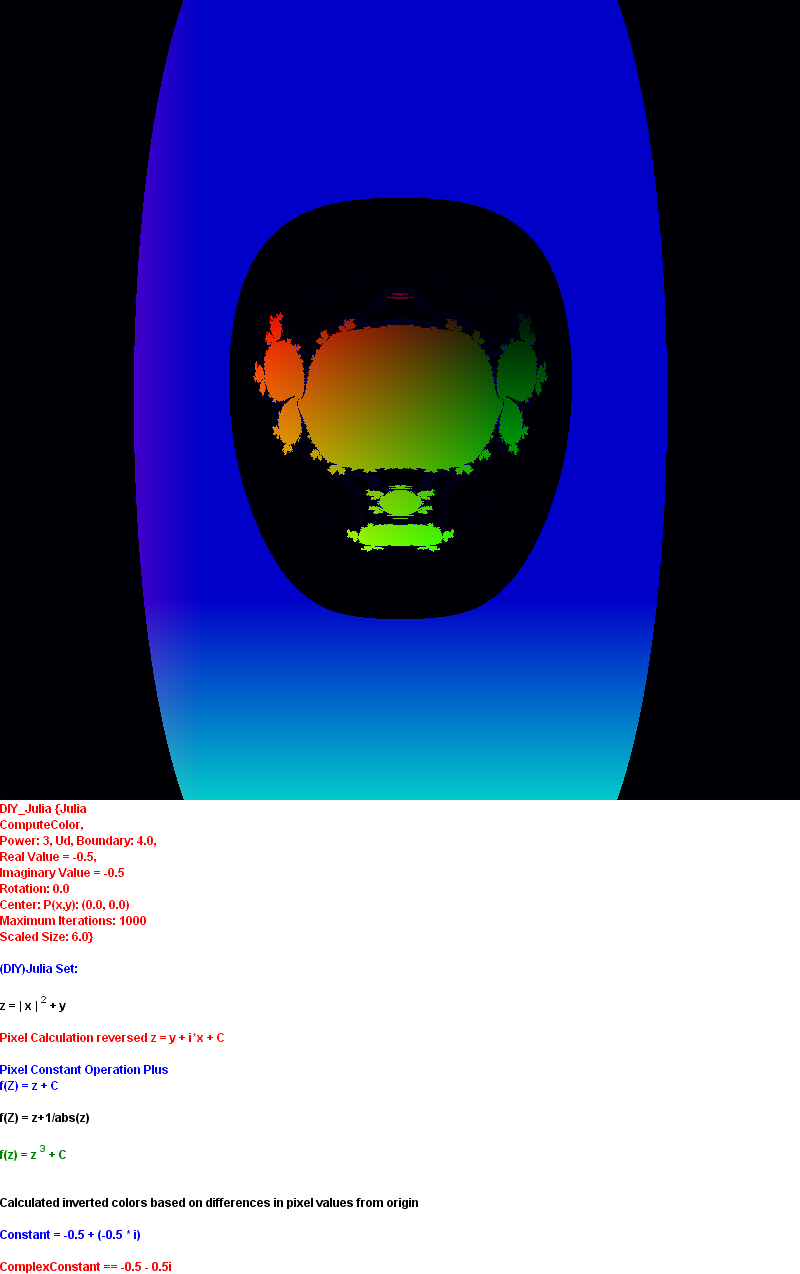 DIY_Julia {Julia
ComputeColor,
Power: 3, Ud, Boundary: 4.0,
Real Value = -0.5,
Imaginary Value = -0.5
Rotation: 0.0
Center: P(x,y): (0.0, 0.0)
Maximum Iterations: 1000
Scaled Size: 6.0}
(DIY)Julia Set:
z = | x | ² + y
Pixel Calculation reversed z = y + i*x + C
Pixel Constant Operation Plus
f(Z) = z + C
f(Z) = z+1/abs(z)
f(z) = z ³ + C
Calculated inverted colors based on differences in pixel values from origin
Constant = -0.5 + (-0.5 * i)
ComplexConstant == -0.5 - 0.5i